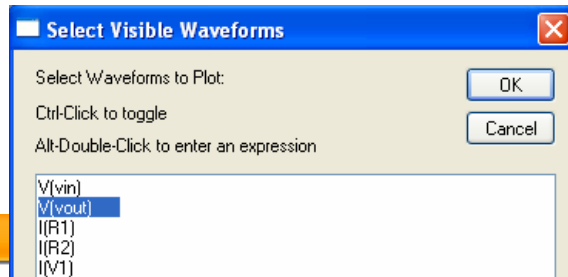 Select Visible Waveforms
Select Waveforms to Plot:
OK
Ctrl-Click to toggle
Cancel
Alt-Double-Click to enter an expression
V(vin)
V(vout)
I(R1)
I(R2)
I(V1)